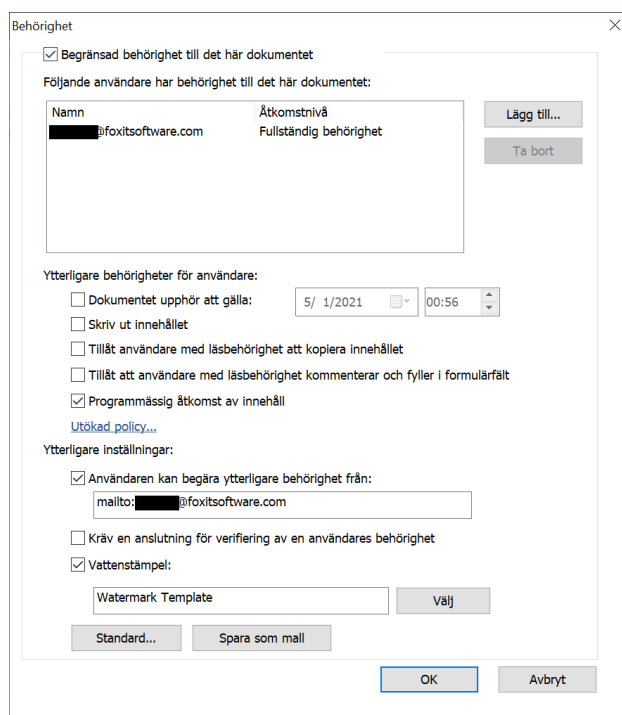 Behörighet
Begränsad behörighet till det här dokumentet
Följande användare har behörighet till det här dokumentet:
Namn Åtkomstnivå
@foxitsoftware.com Fullständig behörighet
Lägg till...
Ta bort
Ytterligare behörigheter för användare:
Dokumentet upphör att gälla: 5/ 1/2021 00:56
Skriv ut innehållet
Tillåt användare med läsbehörighet att kopiera innehållet
Tillåt att användare med läsbehörighet kommenterar och fyller i formulärfält
Programmässig åtkomst av innehåll
Utökad policy...
Ytterligare inställningar:
Användaren kan begära ytterligare behörighet från:
mailto:@foxitsoftware.com
Kräv en anslutning för verifiering av en användares behörighet
Vattenstämpel:
Watermark Template Välj
Standard... Spara som mall
OK Avbryt